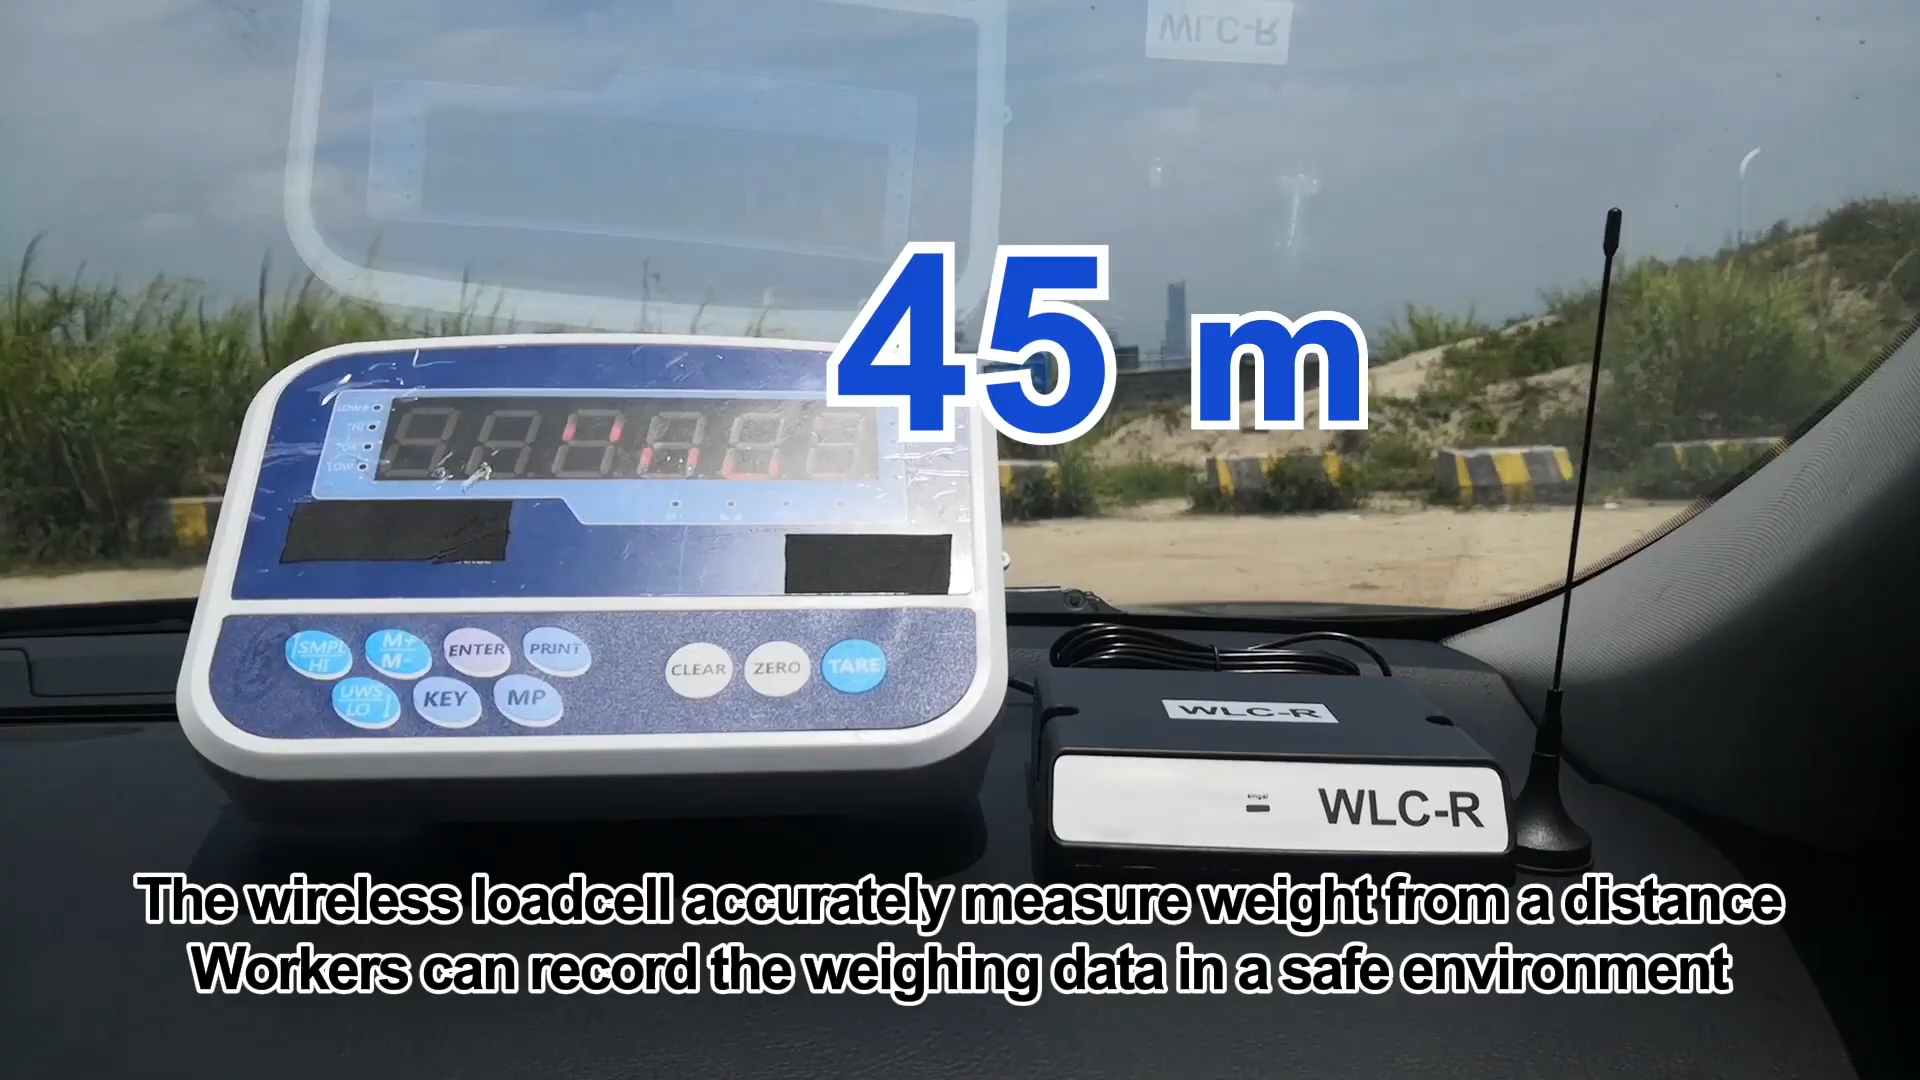 WLC-R
45 m
LOW+
HI
OK
LOW
SMPL
HI
M+
M-
ENTER
PRINT
UWS
LO
KEY
MP
CLEAR
ZERO
TARE
WLC-R
WLC-R
The wireless loadcell accurately measure weight from a distance
Workers can record the weighing data in a safe environment